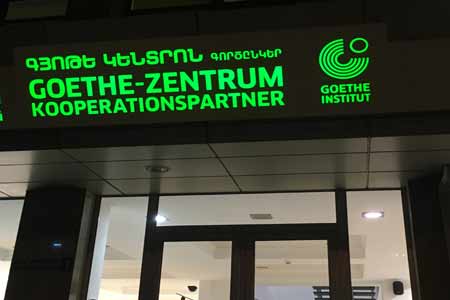 ԳՅՈԹԵ ԿԵՆՏՐՈՆ ԳՈՐԾԸՆԿԵՐ
GOETHE-ZENTRUM
KOOPERATIONSPARTNER
GOETHE
INSTITUT